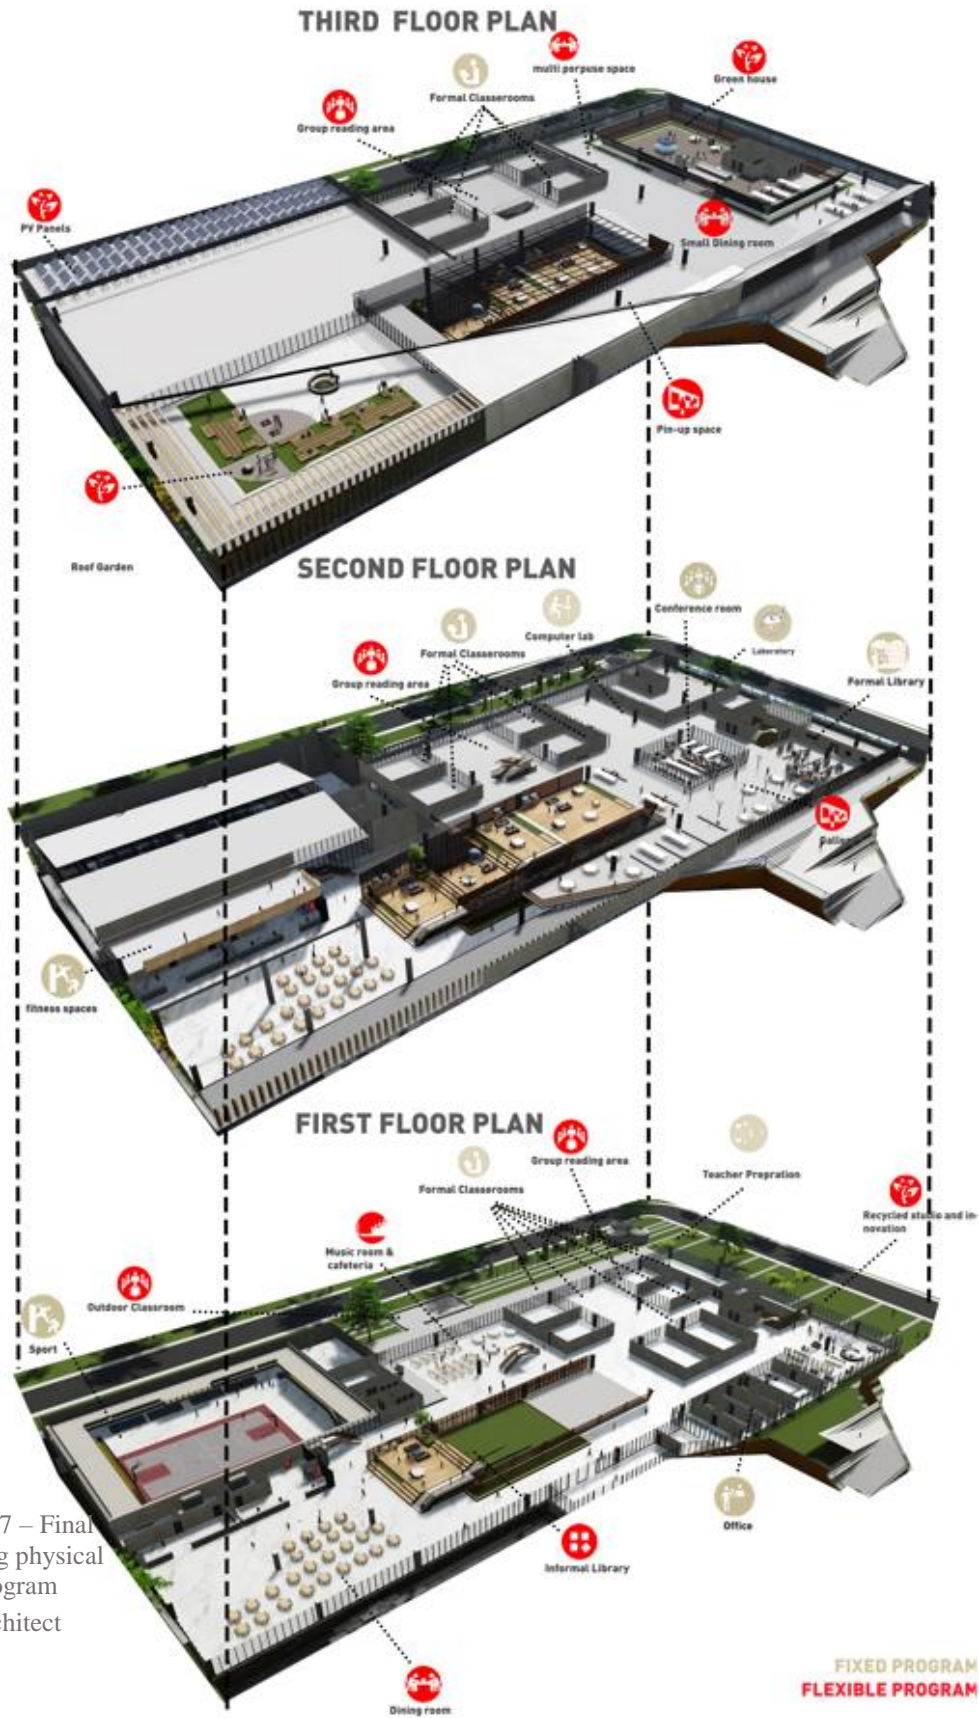 THIRD FLOOR PLAN
multi porpuse space
Green house
Formal Classerooms
Group reading area
PV Panels
Small Dining room
Pin-up space
Roof Garden
SECOND FLOOR PLAN
Conference room
Computer lab
Formal Classerooms
Laboratory
Group reading area
Formal Library
fitness spaces
FIRST FLOOR PLAN
Group reading area
Teacher Prepration
Formal Classerooms
Recycled studio and in-
novation
Music room &
cafeteria
Outdoor Classroom
Sport
7 – Final
g physical
ogram
chitect
Office
Informal Library
Dining room
FIXED PROGRAM
FLEXIBLE PROGRAM